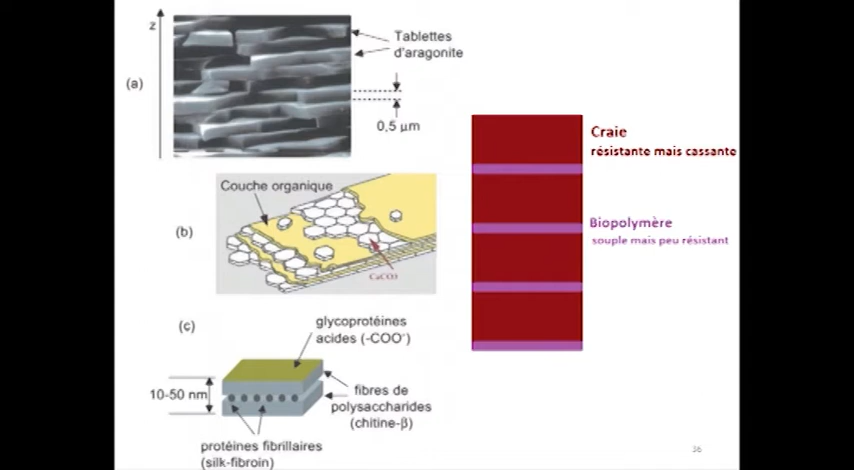 z
Tablettes
d'aragonite
(a)
0,5 µm
Craie
résistante mais cassante
Couche organique
(b)
Biopolymère
souple mais peu résistant
CaCO3
(c)
glycoprotéines
acides (-COO⁻)
10-50 nm
fibres de
polysaccharides
(chitine-β)
protéines fibrillaires
(silk-fibroin)
36